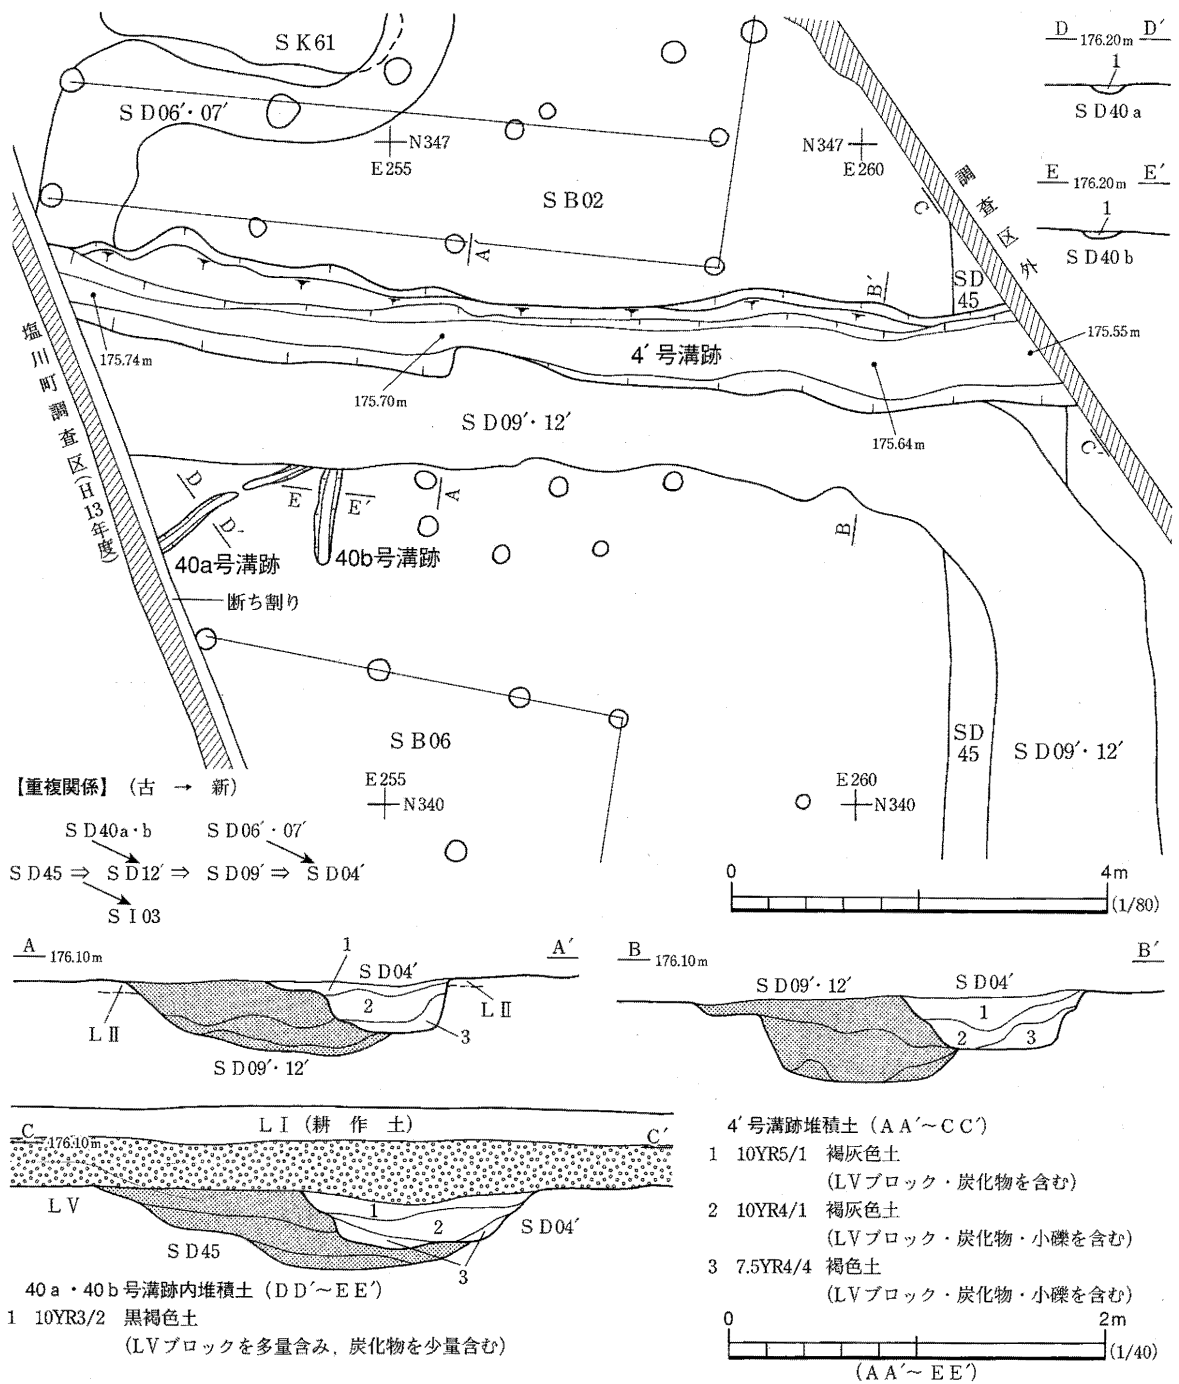 SK61
SD06′・07′
N347
E255
SB02
A′
N347
E260
C′
調査区外
D 176.20m D′
1
SD40a
E 176.20m E′
1
SD40b
B′
SD
45
塩川町調査区(H13年度)
175.74m
175.70m
4′号溝跡
175.55m
175.64m
SD09′・12′
C
D
D′
E
E′
A
B
40a号溝跡
40b号溝跡
断ち割り
SB06
SD
45
SD09′・12′
E255
N340
E260
N340
【重複関係】(古 → 新)
SD40a・b
SD06′・07′
SD45⇒ SD12′⇒ SD09′⇒ SD04′
SI03
0 4m
(1/80)
A 176.10m A′
1
SD04′
2
LⅡ
LⅡ
3
SD09′・12′
B 176.10m B′
SD09′・12′
SD04′
1
2
3
LⅠ(耕作土)
C 176.10m C′
LⅤ
1
2
SD04′
SD45
3
4′号溝跡堆積土(AA′~CC′)
1 10YR5/1 褐灰色土
(LⅤブロック・炭化物を含む)
2 10YR4/1 褐灰色土
(LⅤブロック・炭化物・小礫を含む)
3 7.5YR4/4 褐色土
(LⅤブロック・炭化物・小礫を含む)
40a・40b号溝跡内堆積土(DD′~EE′)
1 10YR3/2 黒褐色土
(LⅤブロックを多量含み，炭化物を少量含む)
0 2m
(1/40)
(AA′~EE′)